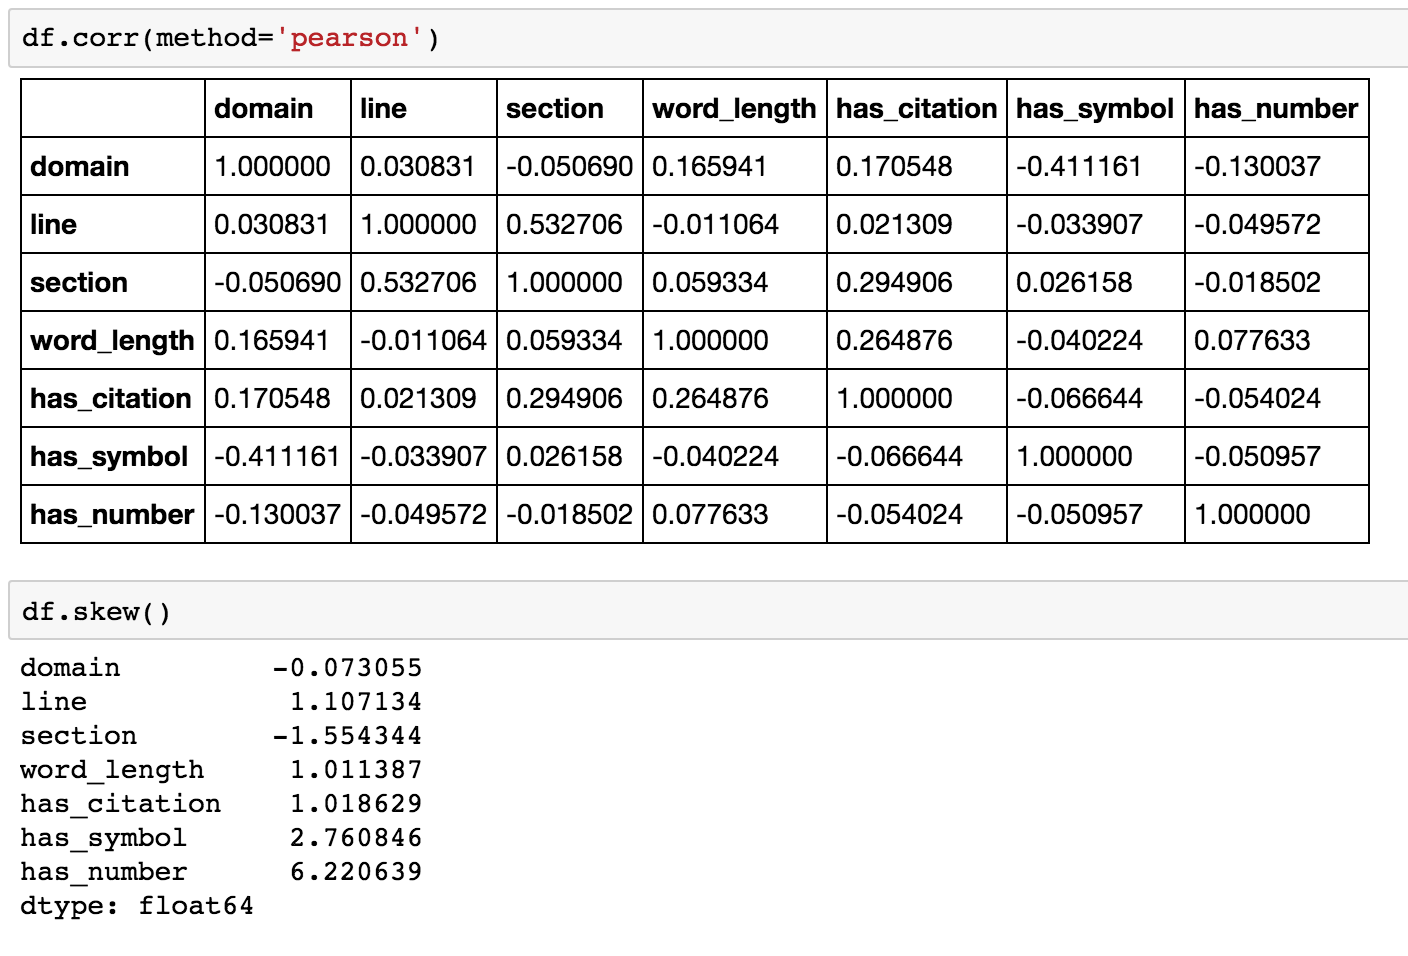 df.corr(method='pearson')
domain line section word_length has_citation has_symbol has_number
domain 1.000000 0.030831 -0.050690 0.165941 0.170548 -0.411161 -0.130037
line 0.030831 1.000000 0.532706 -0.011064 0.021309 -0.033907 -0.049572
section -0.050690 0.532706 1.000000 0.059334 0.294906 0.026158 -0.018502
word_length 0.165941 -0.011064 0.059334 1.000000 0.264876 -0.040224 0.077633
has_citation 0.170548 0.021309 0.294906 0.264876 1.000000 -0.066644 -0.054024
has_symbol -0.411161 -0.033907 0.026158 -0.040224 -0.066644 1.000000 -0.050957
has_number -0.130037 -0.049572 -0.018502 0.077633 -0.054024 -0.050957 1.000000
df.skew()
domain -0.073055
line 1.107134
section -1.554344
word_length 1.011387
has_citation 1.018629
has_symbol 2.760846
has_number 6.220639
dtype: float64